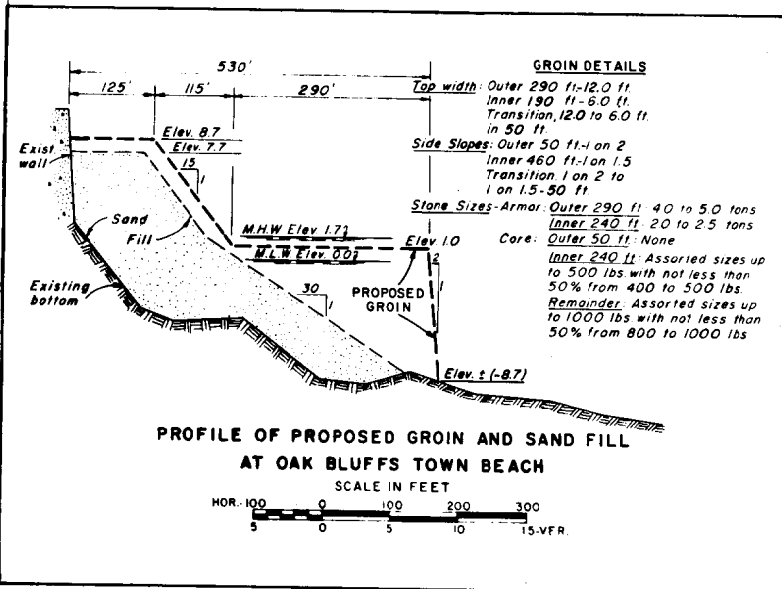 530'
125' 115' 290'
GROIN DETAILS
Top width: Outer 290 ft.-12.0 ft.
Inner 190 ft - 6.0 ft.
Transition, 12.0 to 6.0 ft.
in 50 ft.
Side Slopes: Outer 50 ft.-1 on 2
Inner 460 ft.-1 on 1.5
Transition. 1 on 2 to
1 on 1.5-50 ft.
Stone Sizes-Armor: Outer 290 ft. 4.0 to 5.0 tons
Inner 240 ft. 2.0 to 2.5 tons
Core: Outer 50 ft.: None
Inner 240 ft. Assorted sizes up
to 500 lbs. with not less than
50% from 400 to 500 lbs.
Remainder: Assorted sizes up
to 1000 lbs with not less than
50% from 800 to 1000 lbs
Elev. 8.7
Elev. 7.7
Exist.
wall
15
1
Sand
Fill
Existing
bottom
M.H.W Elev. 1.7
M.L.W Elev. 0.0
Elev 1.0
2
1
30
1
PROPOSED
GROIN
Elev. ± (-8.7)
PROFILE OF PROPOSED GROIN AND SAND FILL
AT OAK BLUFFS TOWN BEACH
SCALE IN FEET
HOR.-100 0 100 200 300
5 0 5 10 15-VER.